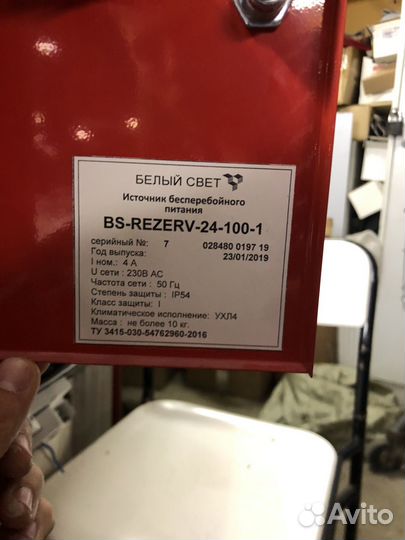 БЕЛЫЙ СВЕТ
Источник бесперебойного
питания
BS-REZERV-24-100-1
серийный №: 7 028480 0197 19
Год выпуска: 23/01/2019
I ном.: 4 А
U сети : 230В АС
Частота сети : 50 Гц
Степень защиты : IP54
Класс защиты: I
Климатическое исполнение: УХЛ4
Масса : не более 10 кг.
ТУ 3415-030-54762960-2016
Avito